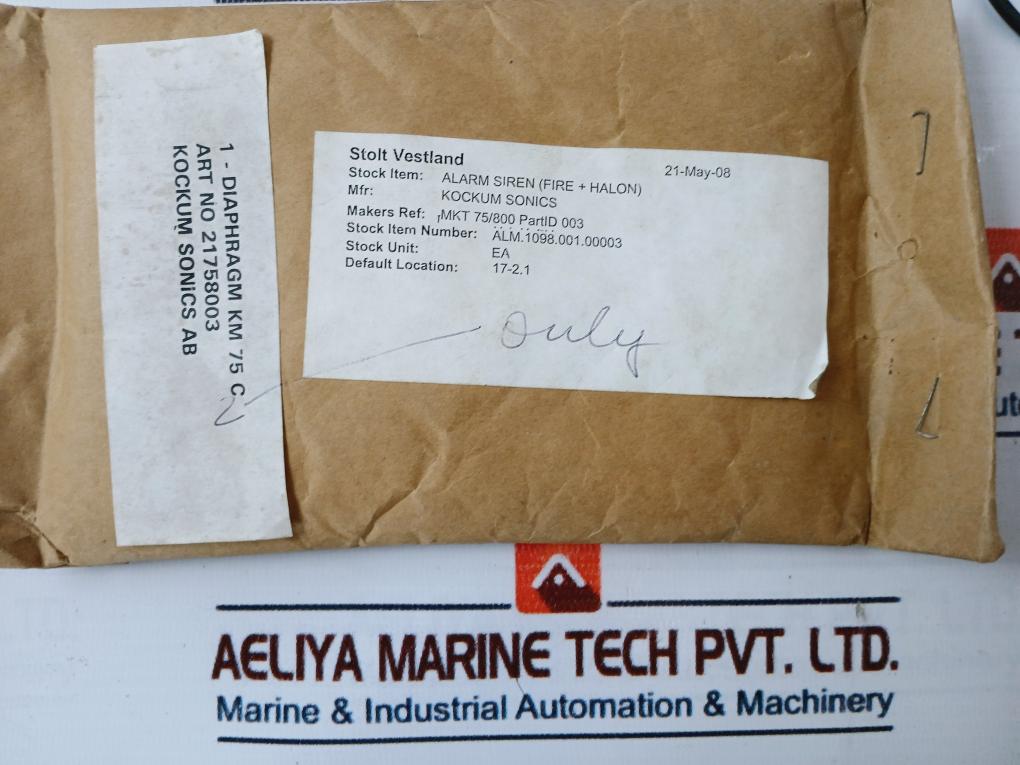 1 - DIAPHRAGM KM 75 C
ART NO 21758003
KOCKUM SONICS AB
Stolt Vestland 21-May-08
Stock Item: ALARM SIREN (FIRE + HALON)
Mfr: KOCKUM SONICS
Makers Ref: MKT 75/800 PartID 003
Stock Item Number: ALM.1098.001.00003
Stock Unit: EA
Default Location: 17-2.1
only
AELIYA MARINE TECH PVT. LTD.
Marine & Industrial Automation & Machinery